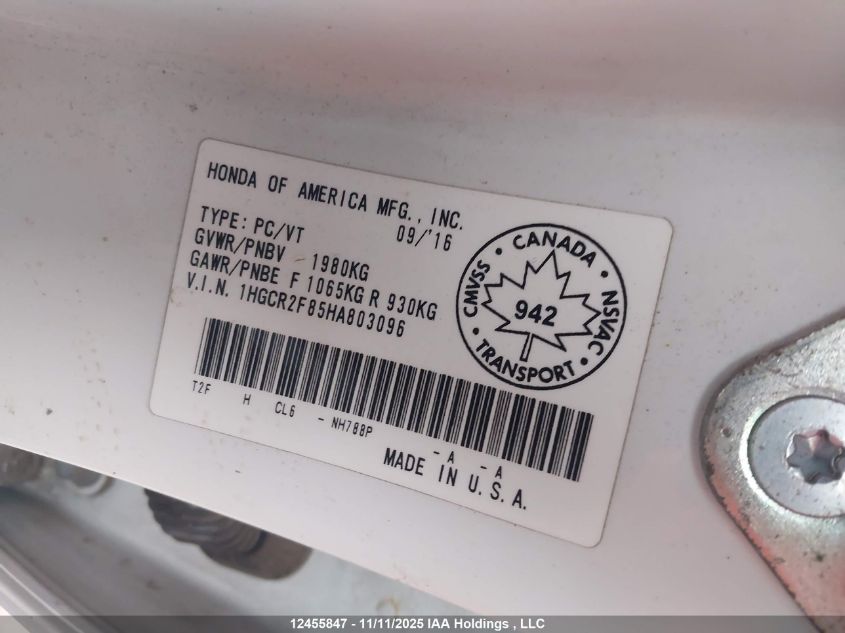 HONDA OF AMERICA MFG., INC.
09/'16
TYPE: PC/VT
GVWR/PNBV 1980KG
GAWR/PNBE F 1065KG R 930KG
V.I.N. 1HGCR2F85HA803096
CANADA
CMVSS
NSVAC
942
TRANSPORT
T2F H CL6 - NH788P -A -A
MADE IN U.S.A.
12455847 - 11/11/2025 IAA Holdings , LLC